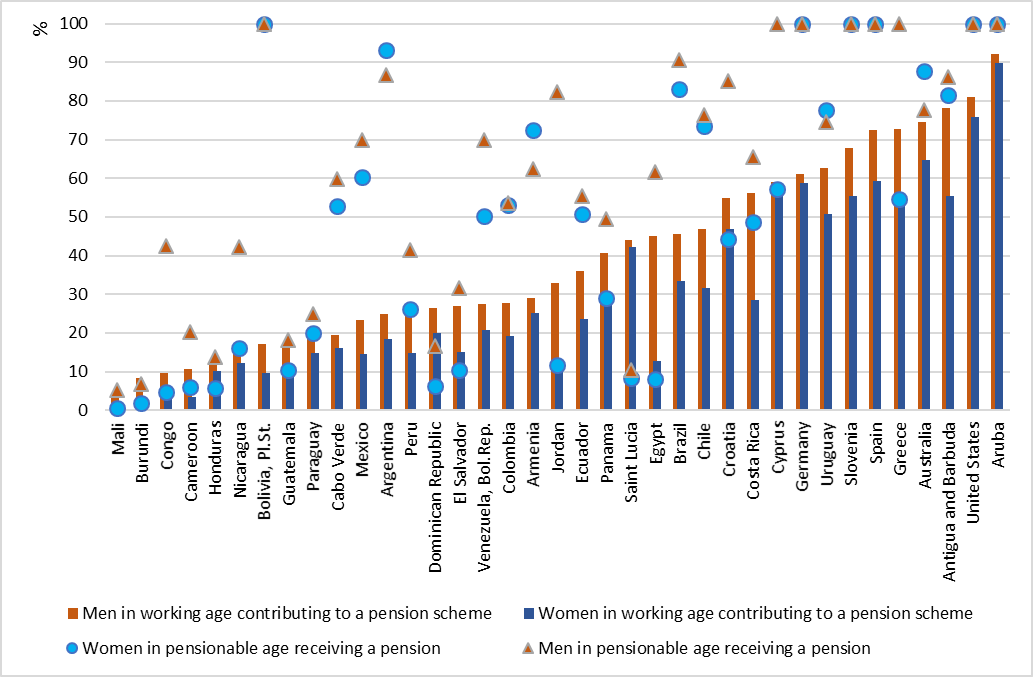 %
100
90
80
70
60
50
40
30
20
10
0
Mali
Burundi
Congo
Cameroon
Honduras
Nicaragua
Bolivia, Pl.St.
Guatemala
Paraguay
Cabo Verde
Mexico
Argentina
Peru
Dominican Republic
El Salvador
Venezuela, Bol.Rep.
Colombia
Armenia
Jordan
Ecuador
Panama
Saint Lucia
Egypt
Brazil
Chile
Croatia
Costa Rica
Cyprus
Germany
Uruguay
Slovenia
Spain
Greece
Australia
Antigua and Barbuda
United States
Aruba
Men in working age contributing to a pension scheme
Women in working age contributing to a pension scheme
Women in pensionable age receiving a pension
Men in pensionable age receiving a pension